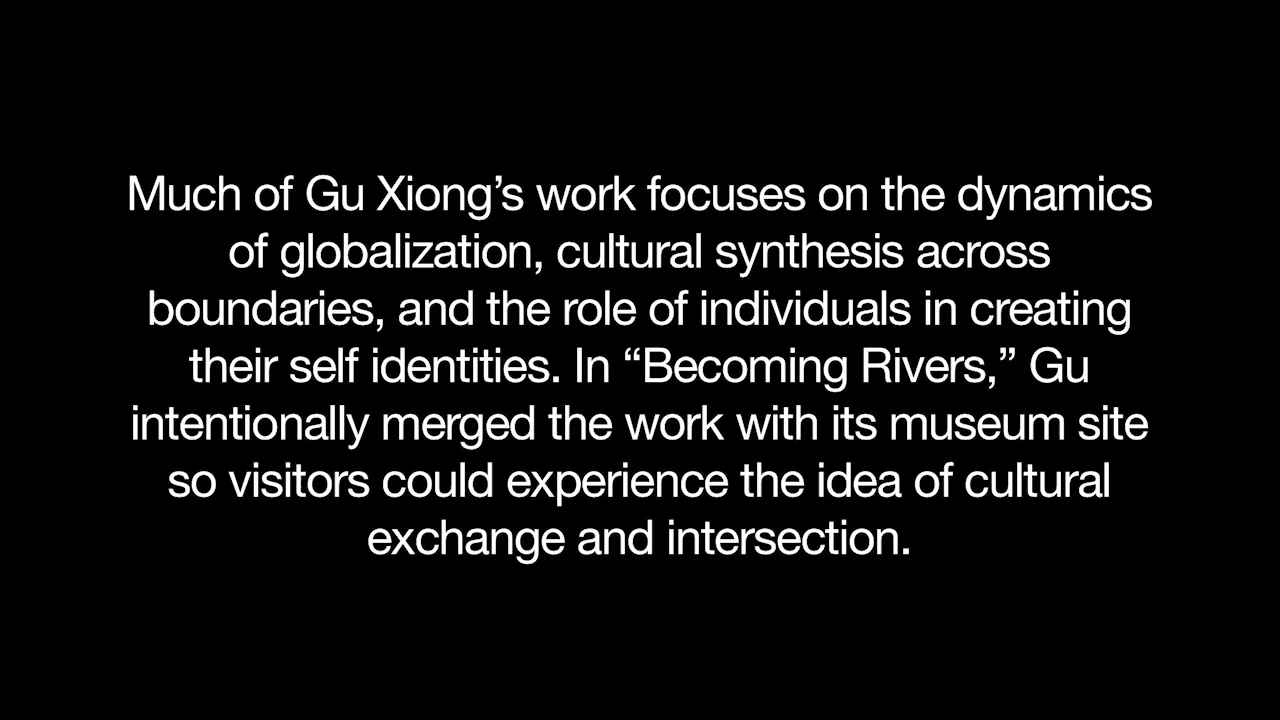 Much of Gu Xiong’s work focuses on the dynamics
of globalization, cultural synthesis across
boundaries, and the role of individuals in creating
their self identities. In “Becoming Rivers,” Gu
intentionally merged the work with its museum site
so visitors could experience the idea of cultural
exchange and intersection.